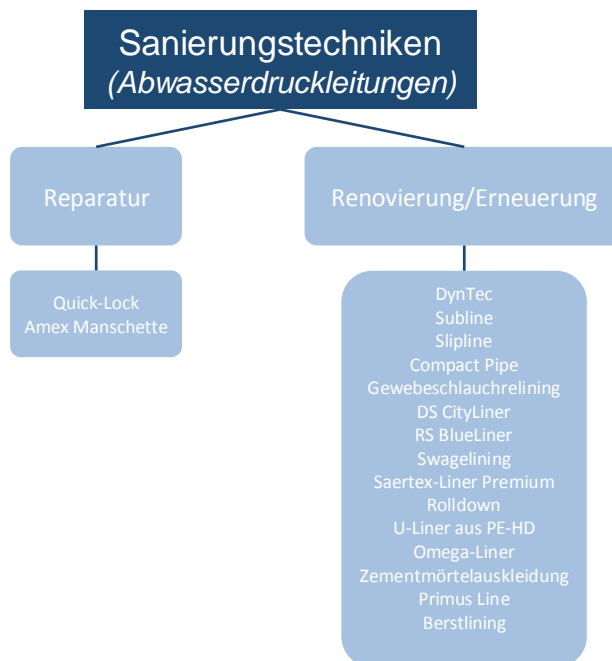 Sanierungstechniken
(Abwasserdruckleitungen)
Reparatur
Quick-Lock
Amex Manschette
Renovierung/Erneuerung
DynTec
Subline
Slipline
Compact Pipe
Gewebeschlauchrelining
DS CityLiner
RS BlueLiner
Swagelining
Saertex-Liner Premium
Rolldown
U-Liner aus PE-HD
Omega-Liner
Zementmörtelauskleidung
Primus Line
Berstlining